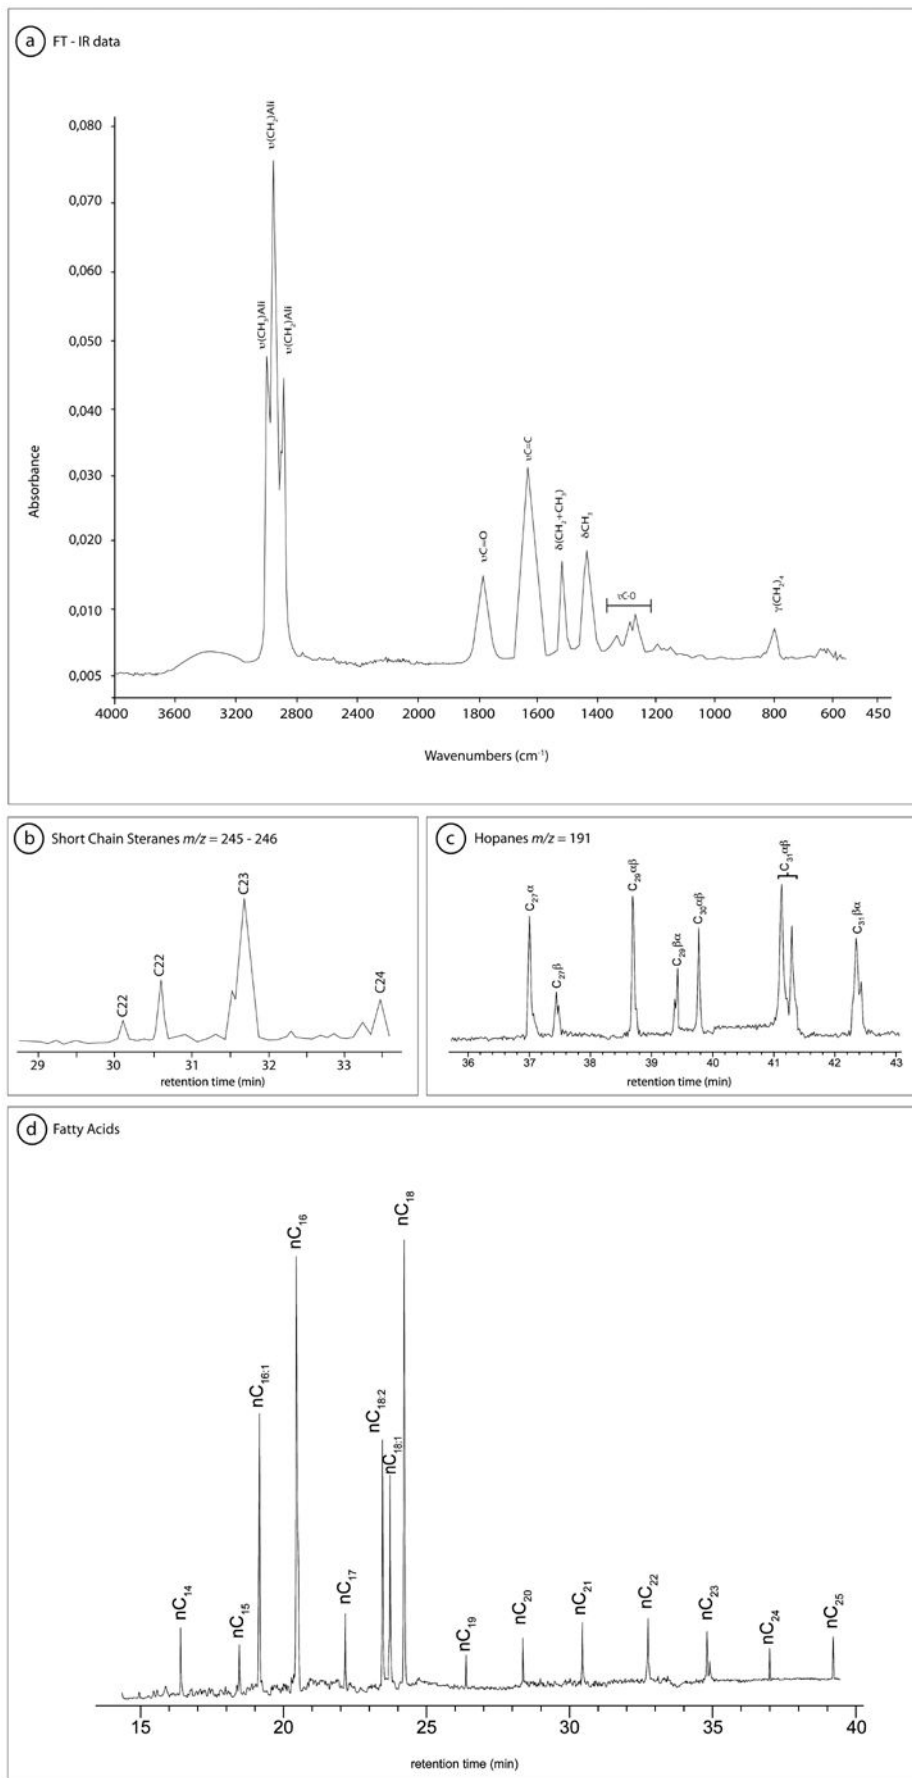 a FT - IR data
υ(CH₃)Ali
υ(CH₂)Ali
υ(CH₂)Ali
υC=O
υC=C
δ(CH₂+CH₃)
δCH₃
τC-O
γ(CH₂)₄
Absorbance
0,080
0,070
0,060
0,050
0,040
0,030
0,020
0,010
0,005
4000 3600 3200 2800 2400 2000 1800 1600 1400 1200 1000 800 600 450
Wavenumbers (cm⁻¹)
b Short Chain Steranes m/z = 245 - 246
C22
C22
C23
C24
29 30 31 32 33
retention time (min)
c Hopanes m/z = 191
C₂₇α
C₂₇β
C₂₉αβ
C₂₉βα
C₃₀αβ
C₃₁αβ
C₃₁βα
36 37 38 39 40 41 42 43
retention time (min)
d Fatty Acids
nC₁₄
nC₁₅
nC₁₆:₁
nC₁₆
nC₁₇
nC₁₈:₂
nC₁₈:₁
nC₁₈
nC₁₉
nC₂₀
nC₂₁
nC₂₂
nC₂₃
nC₂₄
nC₂₅
15 20 25 30 35 40
retention time (min)